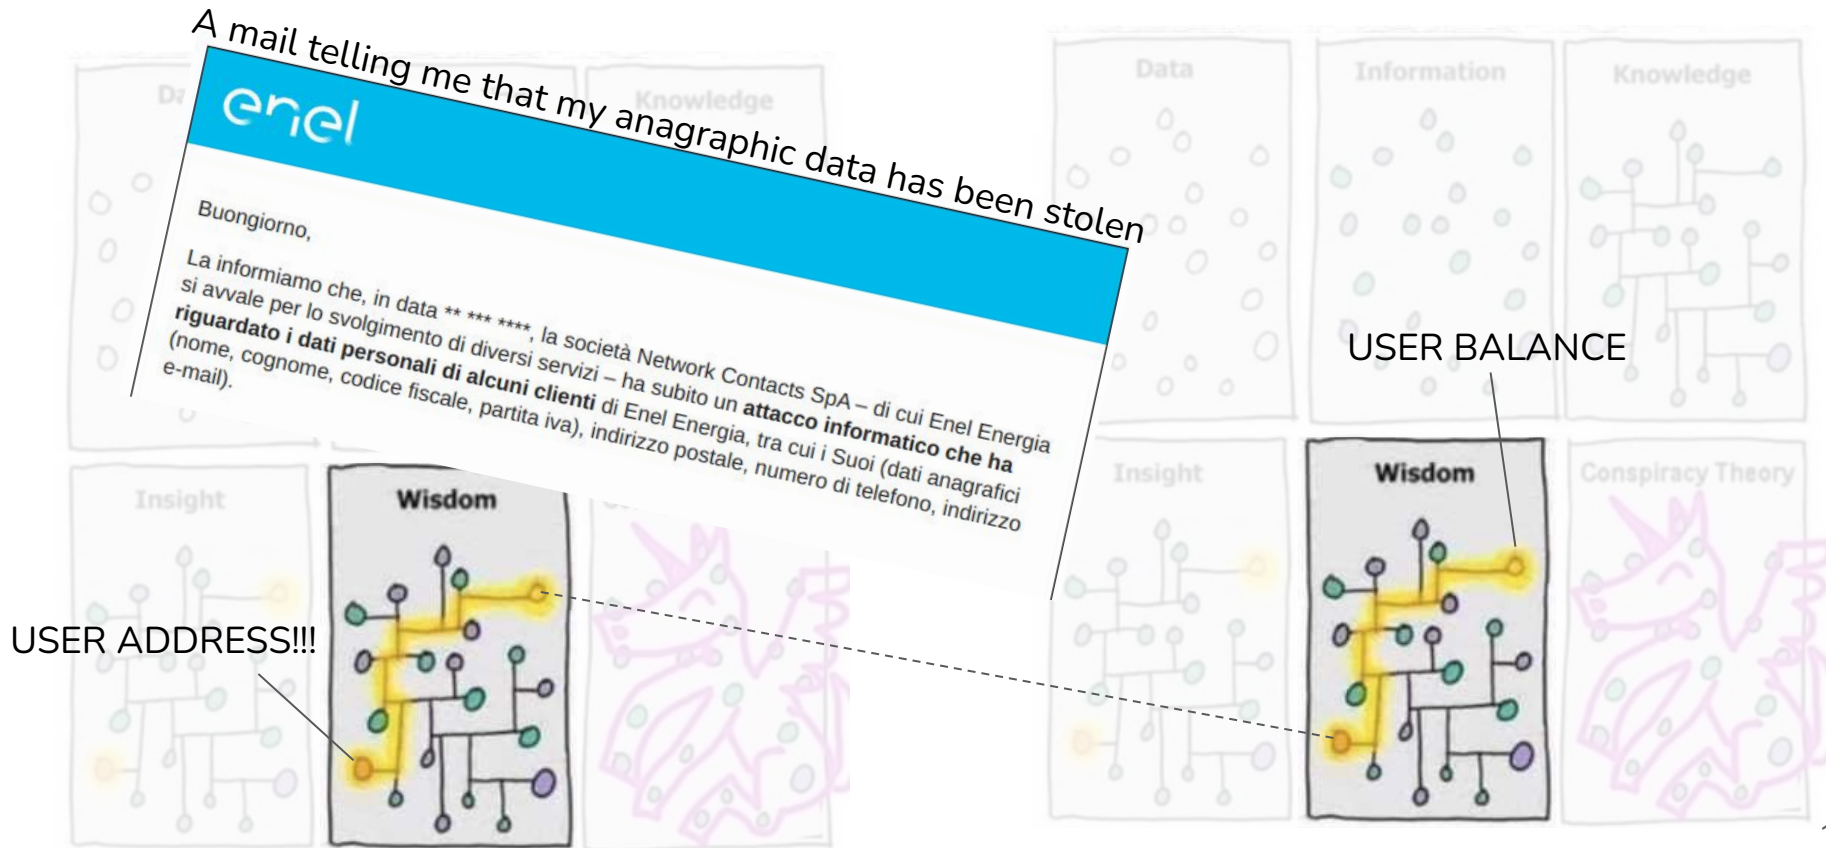 A mail telling me that my anagraphic data has been stolen
enel
Buongiorno,
La informiamo che, in data ** *** ****, la società Network Contacts SpA – di cui Enel Energia
si avvale per lo svolgimento di diversi servizi – ha subito un attacco informatico che ha
riguardato i dati personali di alcuni clienti di Enel Energia, tra cui i Suoi (dati anagrafici
(nome, cognome, codice fiscale, partita iva), indirizzo postale, numero di telefono, indirizzo
e-mail).
Knowledge
Insight
Wisdom
USER ADDRESS!!!
Data
Information
Knowledge
USER BALANCE
Insight
Wisdom
Conspiracy Theory